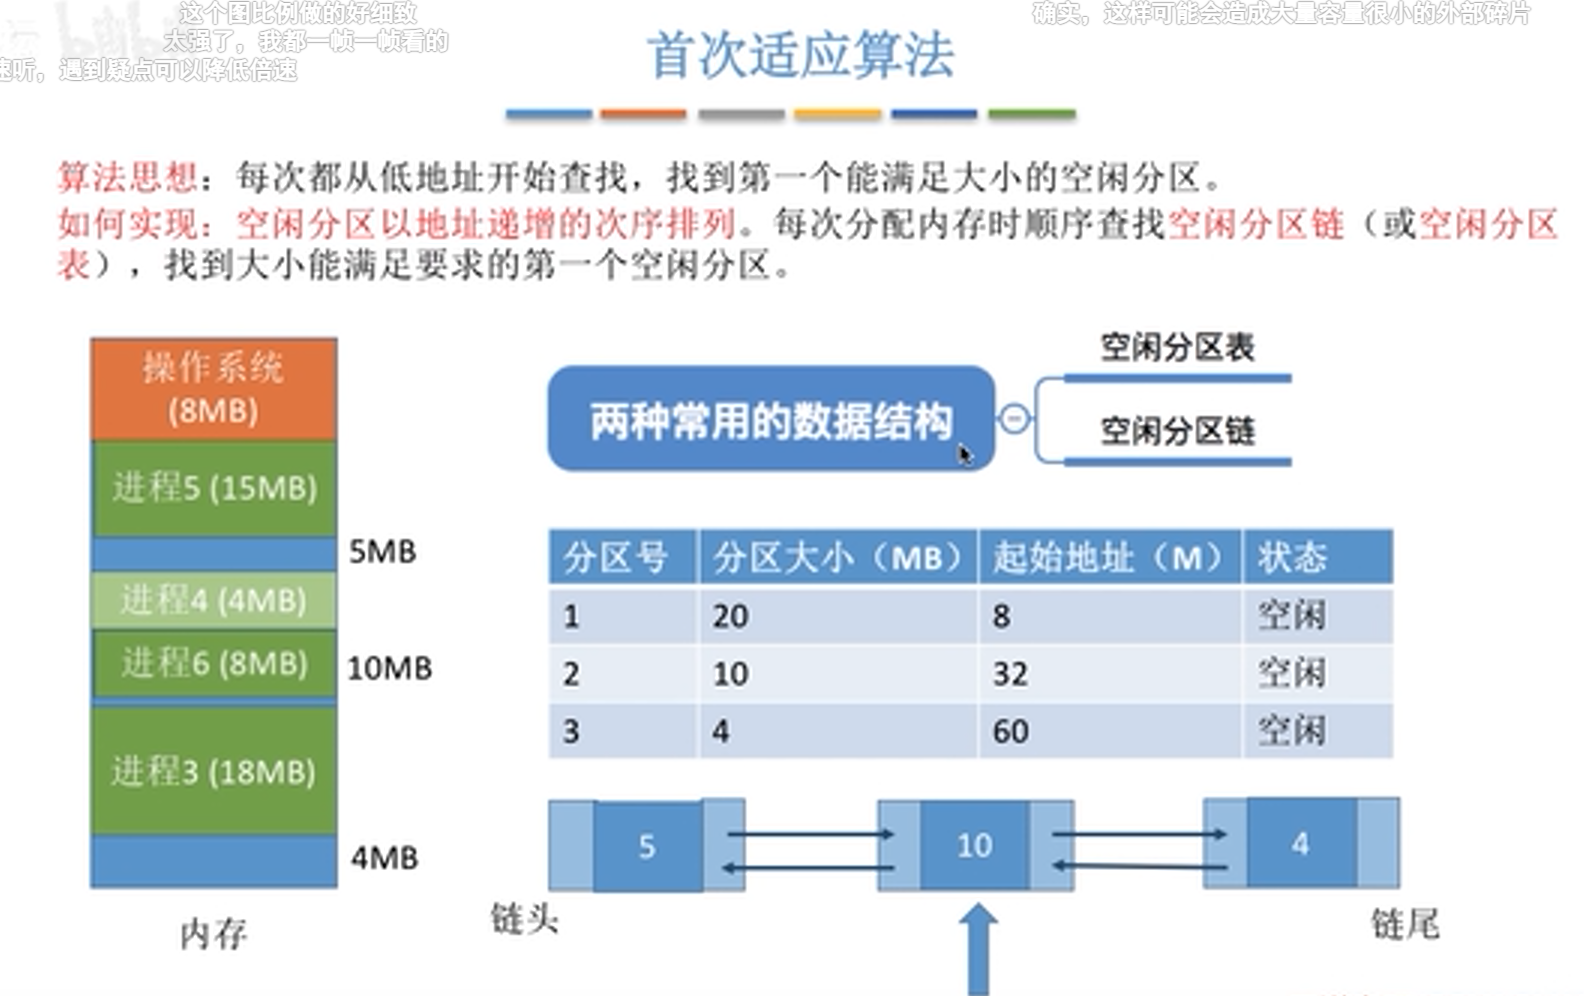 这个图比例做的好细致
确实，这样可能会造成大量容量很小的外部碎片
太强了，我都一帧一帧看的
速听，遇到疑点可以降低倍速
首次适应算法
算法思想：每次都从低地址开始查找，找到第一个能满足大小的空闲分区。
如何实现：空闲分区以地址递增的次序排列。每次分配内存时顺序查找空闲分区链（或空闲分区
表），找到大小能满足要求的第一个空闲分区。
操作系统
(8MB)
进程5 (15MB)
5MB
进程4 (4MB)
进程6 (8MB)
10MB
进程3 (18MB)
4MB
内存
两种常用的数据结构
空闲分区表
空闲分区链
分区号 分区大小（MB） 起始地址（M） 状态
1 20 8 空闲
2 10 32 空闲
3 4 60 空闲
5 10 4
链头 链尾